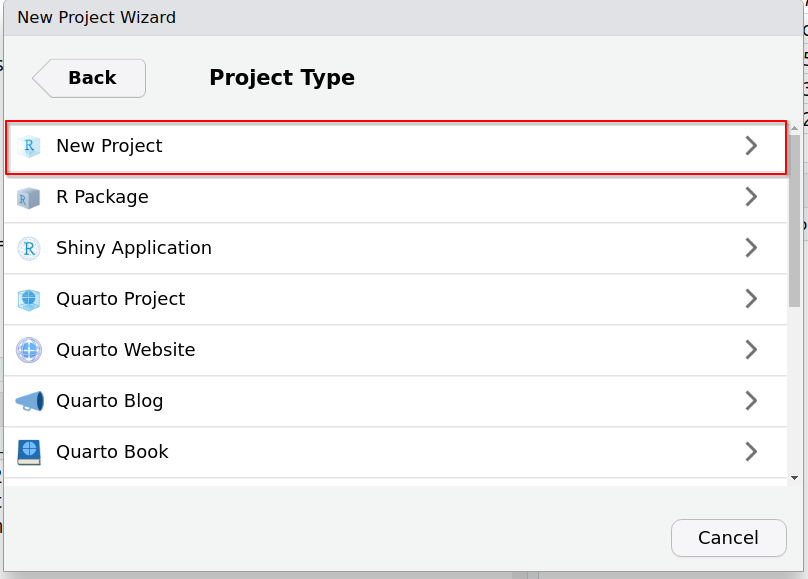 New Project Wizard
Back
Project Type
New Project
R Package
Shiny Application
Quarto Project
Quarto Website
Quarto Blog
Quarto Book
Cancel